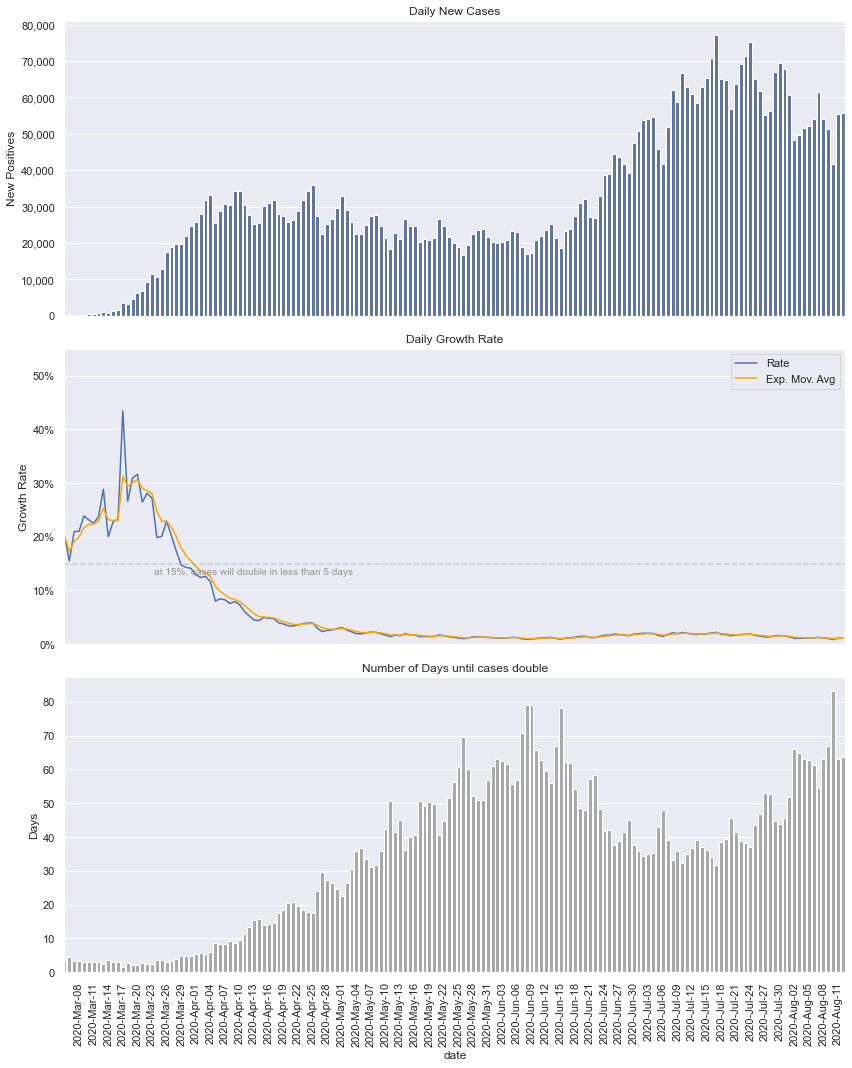 Daily New Cases
80,000
70,000
60,000
50,000
40,000
30,000
20,000
10,000
0
New Positives
Daily Growth Rate
50%
40%
30%
20%
10%
0%
Growth Rate
Rate
Exp. Mov. Avg
at 15%, cases will double in less than 5 days
Number of Days until cases double
80
70
60
50
40
30
20
10
0
Days
2020-Mar-08
2020-Mar-11
2020-Mar-14
2020-Mar-17
2020-Mar-20
2020-Mar-23
2020-Mar-26
2020-Mar-29
2020-Apr-01
2020-Apr-04
2020-Apr-07
2020-Apr-10
2020-Apr-13
2020-Apr-16
2020-Apr-19
2020-Apr-22
2020-Apr-25
2020-Apr-28
2020-May-01
2020-May-04
2020-May-07
2020-May-10
2020-May-13
2020-May-16
2020-May-19
2020-May-22
2020-May-25
2020-May-28
2020-May-31
2020-Jun-03
2020-Jun-06
2020-Jun-09
2020-Jun-12
2020-Jun-15
2020-Jun-18
2020-Jun-21
2020-Jun-24
2020-Jun-27
2020-Jun-30
2020-Jul-03
2020-Jul-06
2020-Jul-09
2020-Jul-12
2020-Jul-15
2020-Jul-18
2020-Jul-21
2020-Jul-24
2020-Jul-27
2020-Jul-30
2020-Aug-02
2020-Aug-05
2020-Aug-08
2020-Aug-11
date